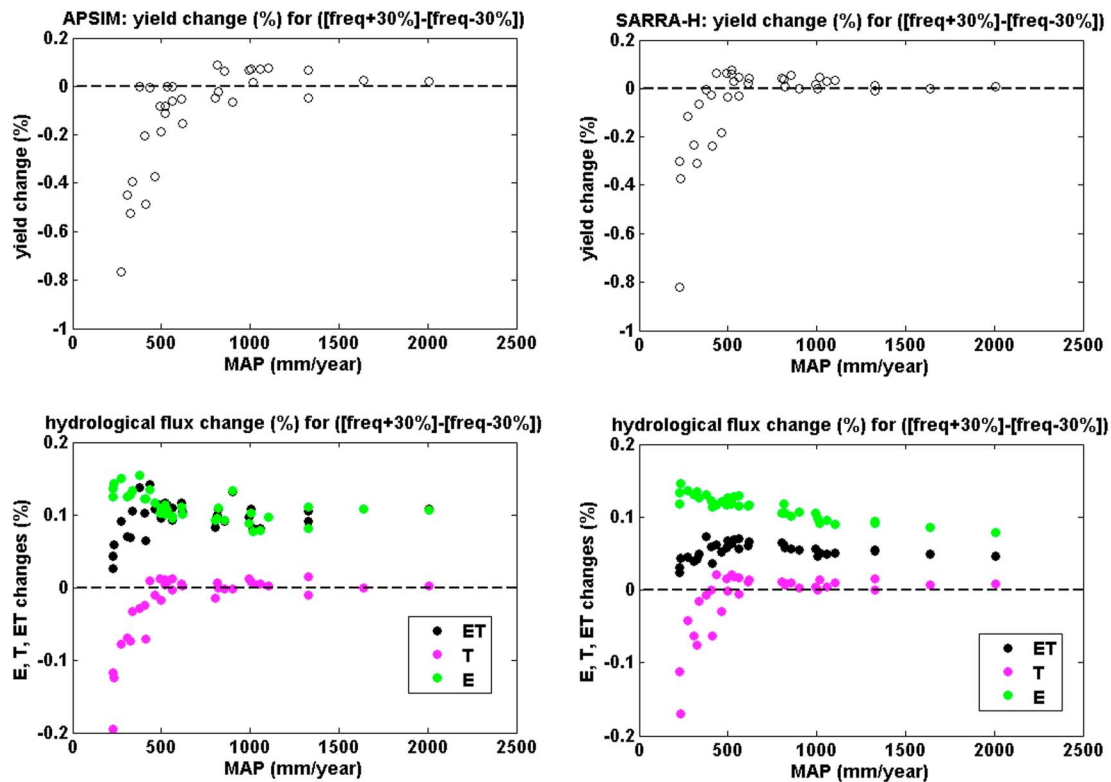 APSIM: yield change (%) for ([freq+30%]-[freq-30%])
0.2
0
-0.2
-0.4
-0.6
-0.8
-1
yield change (%)
0 500 1000 1500 2000 2500
MAP (mm/year)
SARRA-H: yield change (%) for ([freq+30%]-[freq-30%])
0.2
0
-0.2
-0.4
-0.6
-0.8
-1
yield change (%)
0 500 1000 1500 2000 2500
MAP (mm/year)
hydrological flux change (%) for ([freq+30%]-[freq-30%])
0.2
0.1
0
-0.1
-0.2
E, T, ET changes (%)
ET
T
E
0 500 1000 1500 2000 2500
MAP (mm/year)
hydrological flux change (%) for ([freq+30%]-[freq-30%])
0.2
0.1
0
-0.1
-0.2
E, T, ET changes (%)
ET
T
E
0 500 1000 1500 2000 2500
MAP (mm/year)